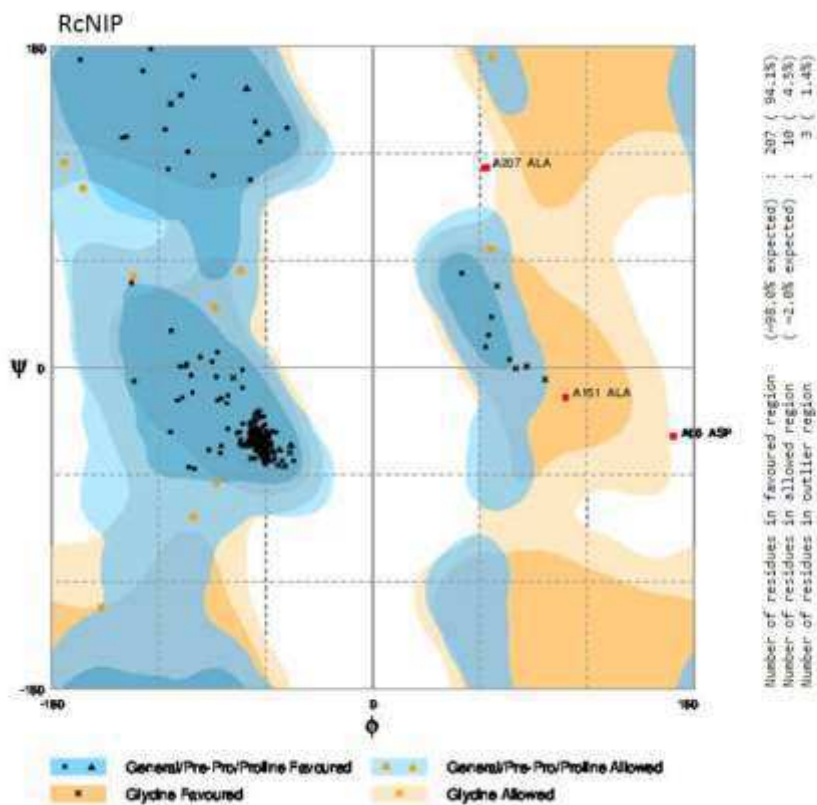 RcNIP
180
A207 ALA
ψ
0
A151 ALA
ASP
-180
-180
0
180
ϕ
General/Pre-Pro/Proline Favoured
General/Pre-Pro/Proline Allowed
Glycine Favoured
Glycine Allowed
Number of residues in favoured region (~98.0% expected) : 207 ( 94.1%)
Number of residues in allowed region ( ~2.0% expected) : 10 ( 4.5%)
Number of residues in outlier region : 3 ( 1.4%)